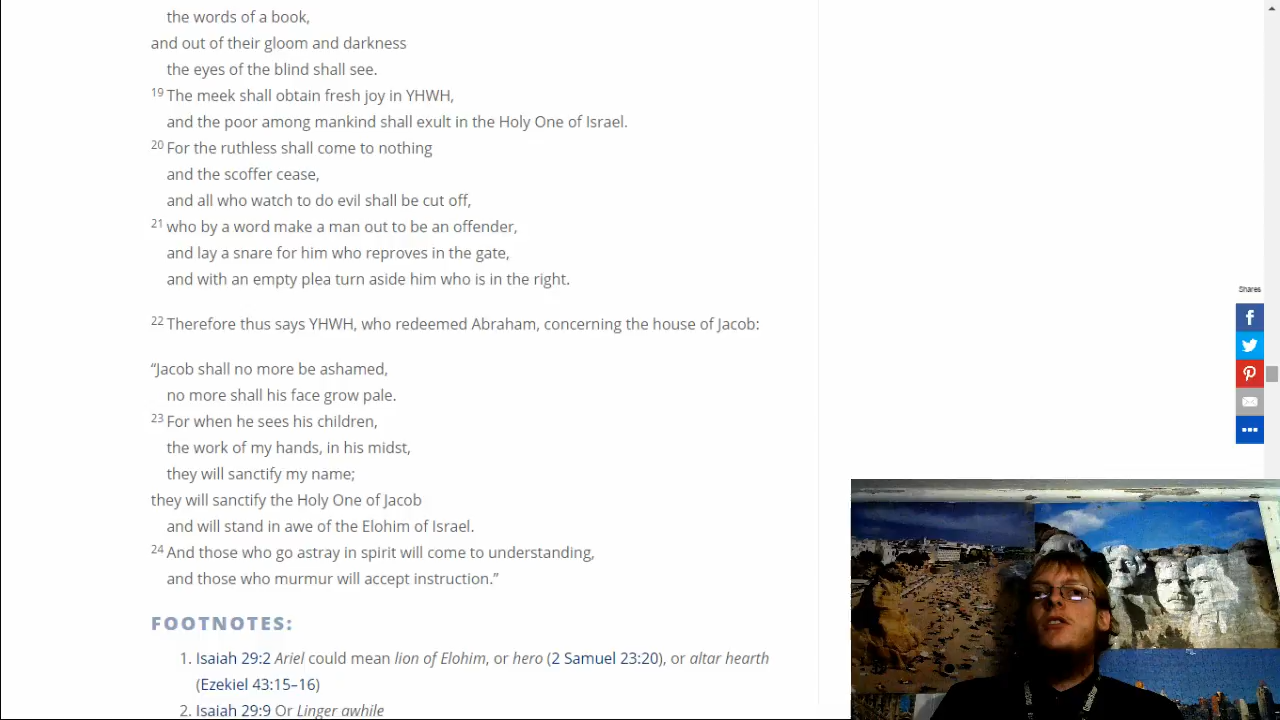 the words of a book,
and out of their gloom and darkness
the eyes of the blind shall see.
19 The meek shall obtain fresh joy in YHWH,
and the poor among mankind shall exult in the Holy One of Israel.
20 For the ruthless shall come to nothing
and the scoffer cease,
and all who watch to do evil shall be cut off,
21 who by a word make a man out to be an offender,
and lay a snare for him who reproves in the gate,
and with an empty plea turn aside him who is in the right.
22 Therefore thus says YHWH, who redeemed Abraham, concerning the house of Jacob:
“Jacob shall no more be ashamed,
no more shall his face grow pale.
23 For when he sees his children,
the work of my hands, in his midst,
they will sanctify my name;
they will sanctify the Holy One of Jacob
and will stand in awe of the Elohim of Israel.
24 And those who go astray in spirit will come to understanding,
and those who murmur will accept instruction.”
FOOTNOTES:
1. Isaiah 29:2 Ariel could mean lion of Elohim, or hero (2 Samuel 23:20), or altar hearth
(Ezekiel 43:15–16)
2. Isaiah 29:9 Or Linger awhile
Shares